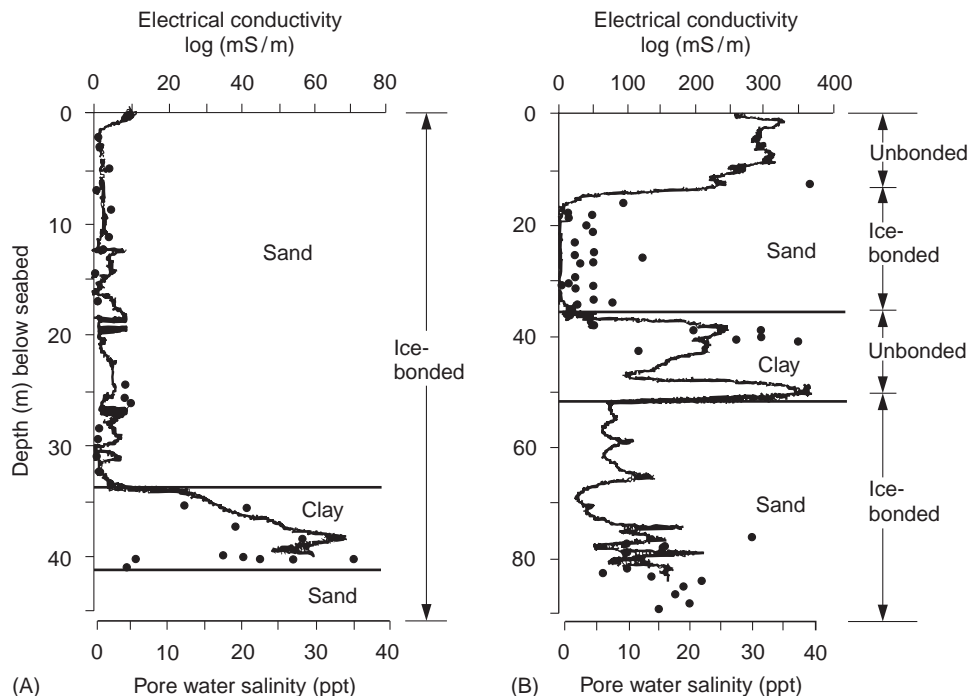 Electrical conductivity
log (mS/m)
0 20 40 60 80
0
10
20
30
40
Depth (m) below seabed
Sand
Clay
Sand
Ice-
bonded
0 10 20 30 40
(A) Pore water salinity (ppt)
Electrical conductivity
log (mS/m)
0 100 200 300 400
0
20
40
60
80
Sand
Clay
Sand
Unbonded
Ice-
bonded
Unbonded
Ice-
bonded
0 10 20 30 40
(B) Pore water salinity (ppt)